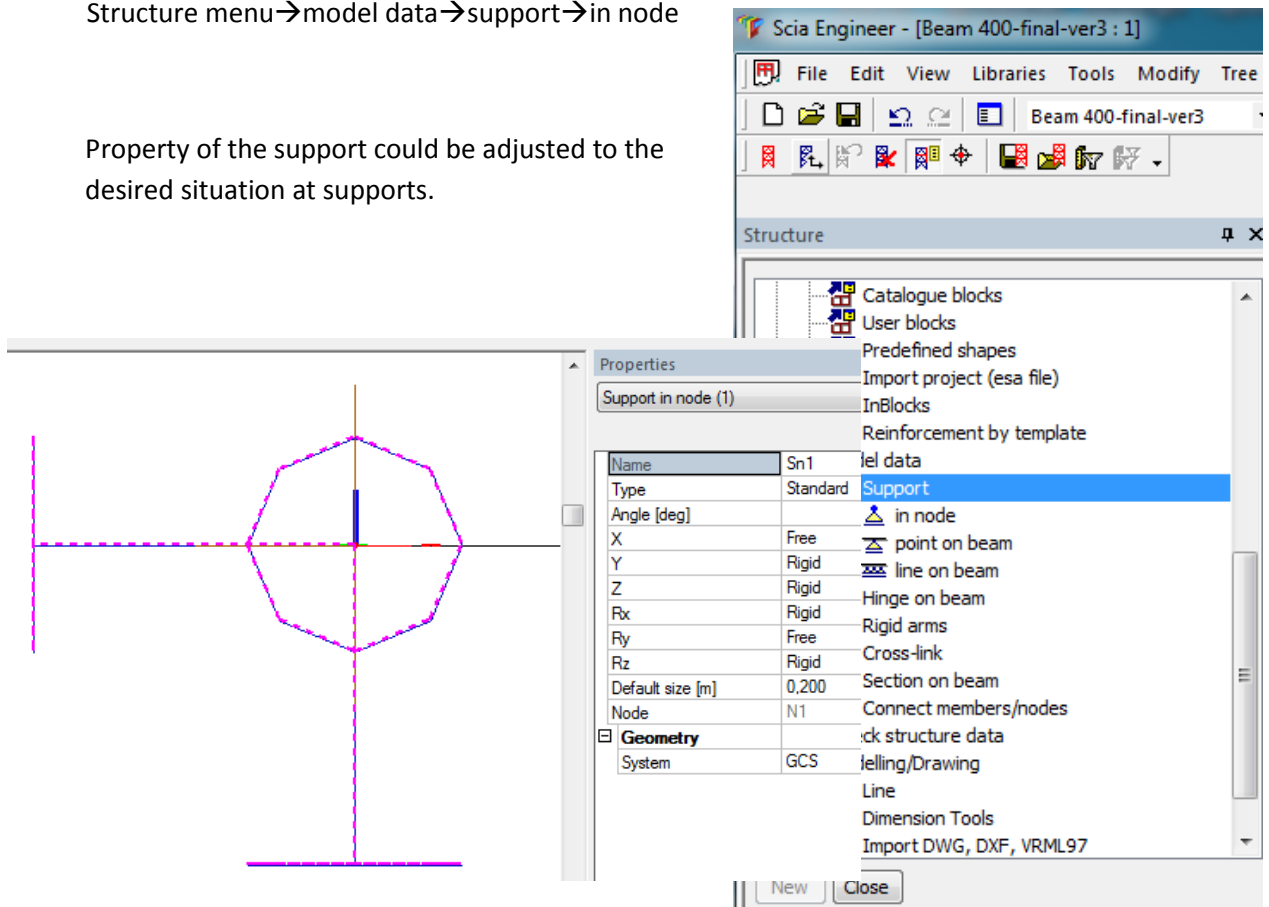 Structure menu→model data→support→in node
Property of the support could be adjusted to the
desired situation at supports.
Scia Engineer - [Beam 400-final-ver3 : 1]
File Edit View Libraries Tools Modify Tree
Beam 400-final-ver3
Structure
Catalogue blocks
User blocks
Predefined shapes
Import project (esa file)
InBlocks
Reinforcement by template
el data
Support
in node
point on beam
line on beam
Hinge on beam
Rigid arms
Cross-link
Section on beam
Connect members/nodes
ck structure data
elling/Drawing
Line
Dimension Tools
Import DWG, DXF, VRML97
New Close
Properties
Support in node (1)
Name Sn1
Type Standard
Angle [deg]
X Free
Y Rigid
Z Rigid
Rx Rigid
Ry Free
Rz Rigid
Default size [m] 0,200
Node N1
Geometry
System GCS